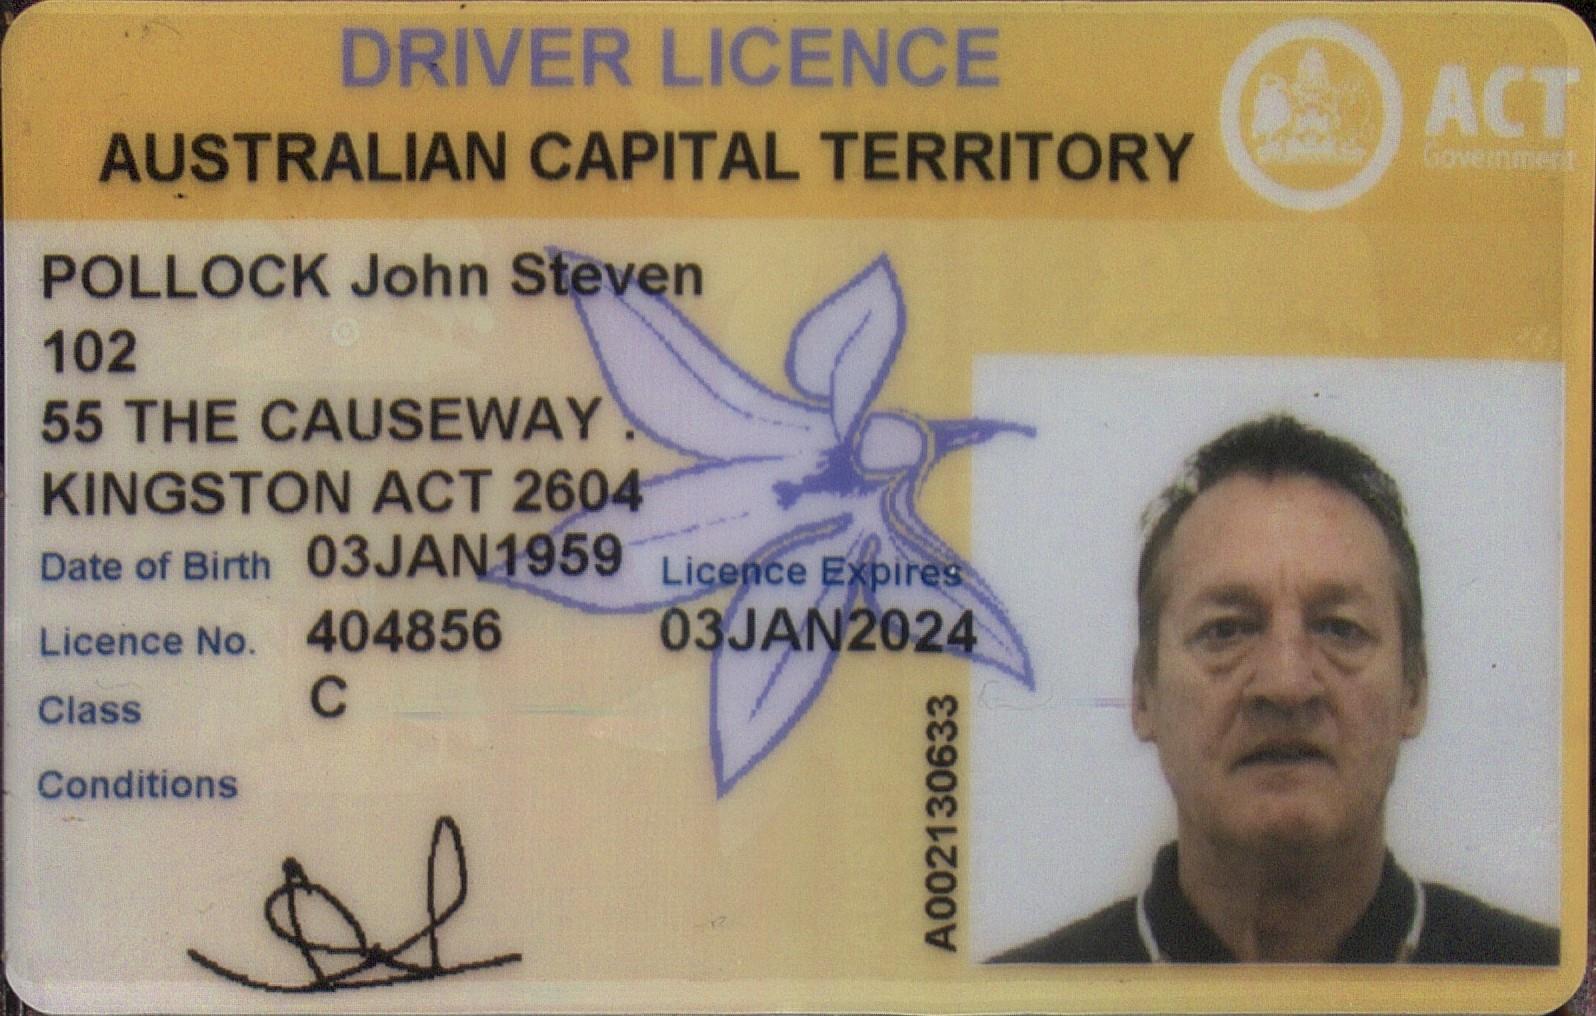 DRIVER LICENCE
AUSTRALIAN CAPITAL TERRITORY
ACT
Government
POLLOCK John Steven
102
55 THE CAUSEWAY .
KINGSTON ACT 2604
Date of Birth 03JAN1959
Licence Expires
Licence No. 404856
03JAN2024
Class C
Conditions
A002130633